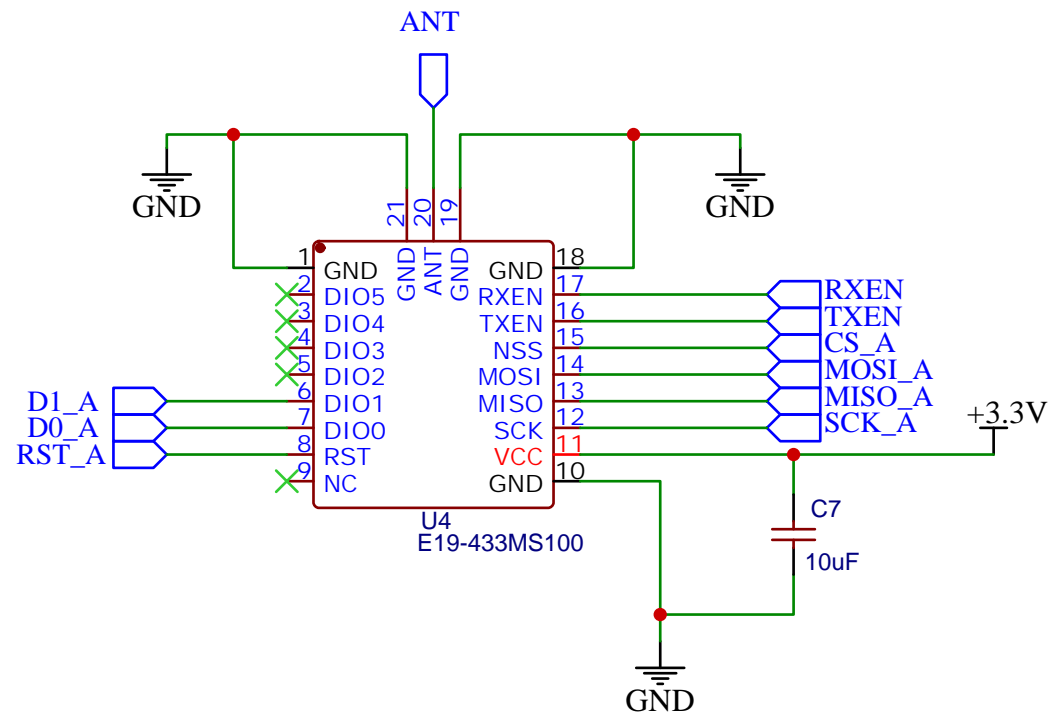 ANT
GND
GND
21
20
19
GND
ANT
GND
1
GND
GND
18
2
DIO5
RXEN
17
RXEN
3
DIO4
TXEN
16
TXEN
4
DIO3
NSS
15
CS_A
5
DIO2
MOSI
14
MOSI_A
D1_A
6
DIO1
MISO
13
MISO_A
D0_A
7
DIO0
SCK
12
SCK_A
+3.3V
RST_A
8
RST
VCC
11
9
NC
GND
10
U4
E19-433MS100
C7
10uF
GND